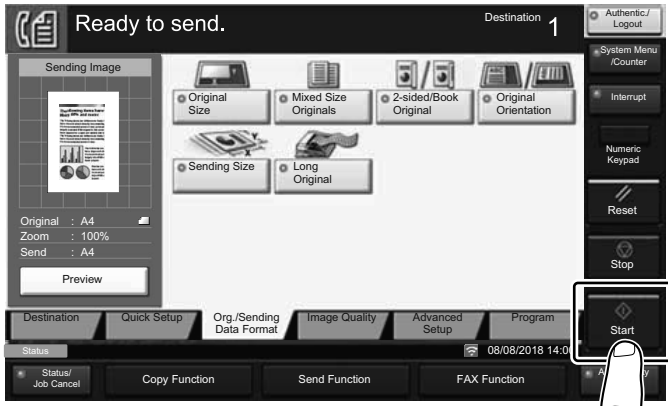 Ready to send.
Destination 1
Authentic./
Logout
System Menu
/Counter
Interrupt
Numeric
Keypad
Reset
Stop
Start
Sending Image
Original : A4
Zoom : 100%
Send : A4
Preview
Original
Size
Mixed Size
Originals
2-sided/Book
Original
Original
Orientation
Sending Size
Long
Original
Destination
Quick Setup
Org./Sending
Data Format
Image Quality
Advanced
Setup
Program
Status
08/08/2018 14:0
Status/
Job Cancel
Copy Function
Send Function
FAX Function